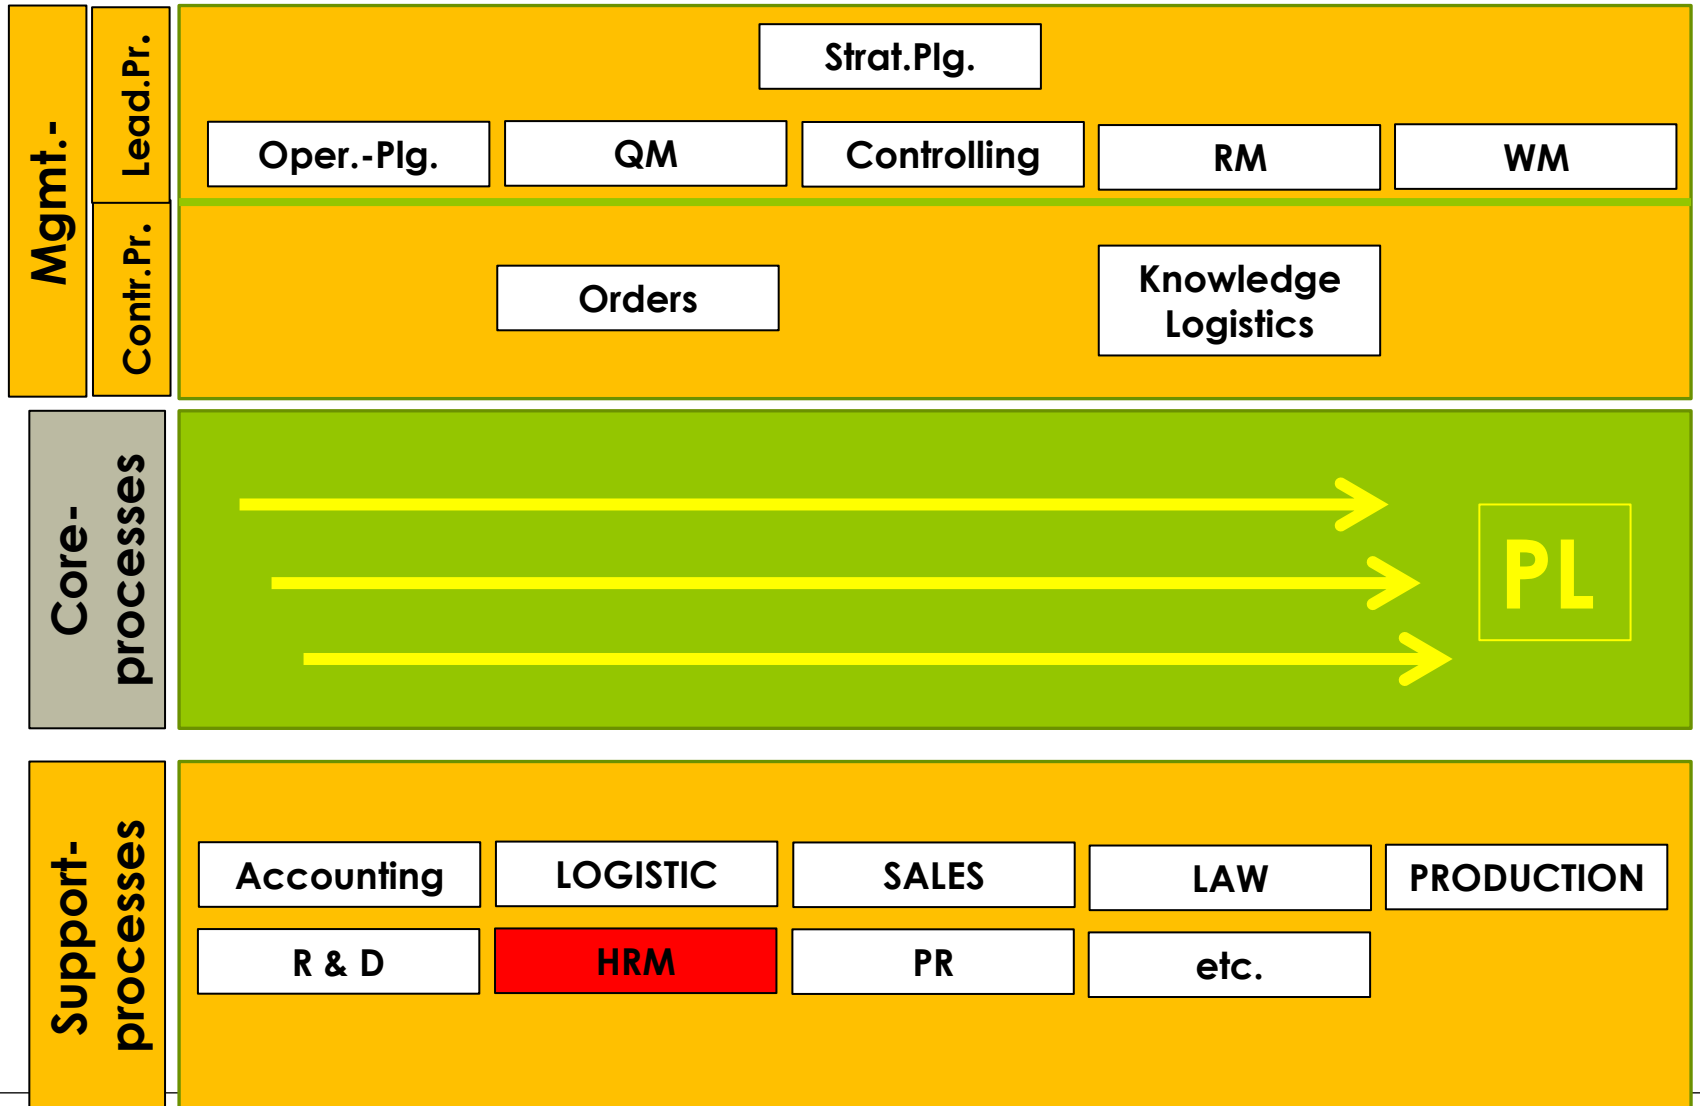 Mgmt.-
Lead.Pr.
Strat.Plg.
Oper.-Plg.
QM
Controlling
RM
WM
Contr.Pr.
Orders
Knowledge
Logistics
Core-
processes
PL
Support-
processes
Accounting
LOGISTIC
SALES
LAW
PRODUCTION
R & D
HRM
PR
etc.